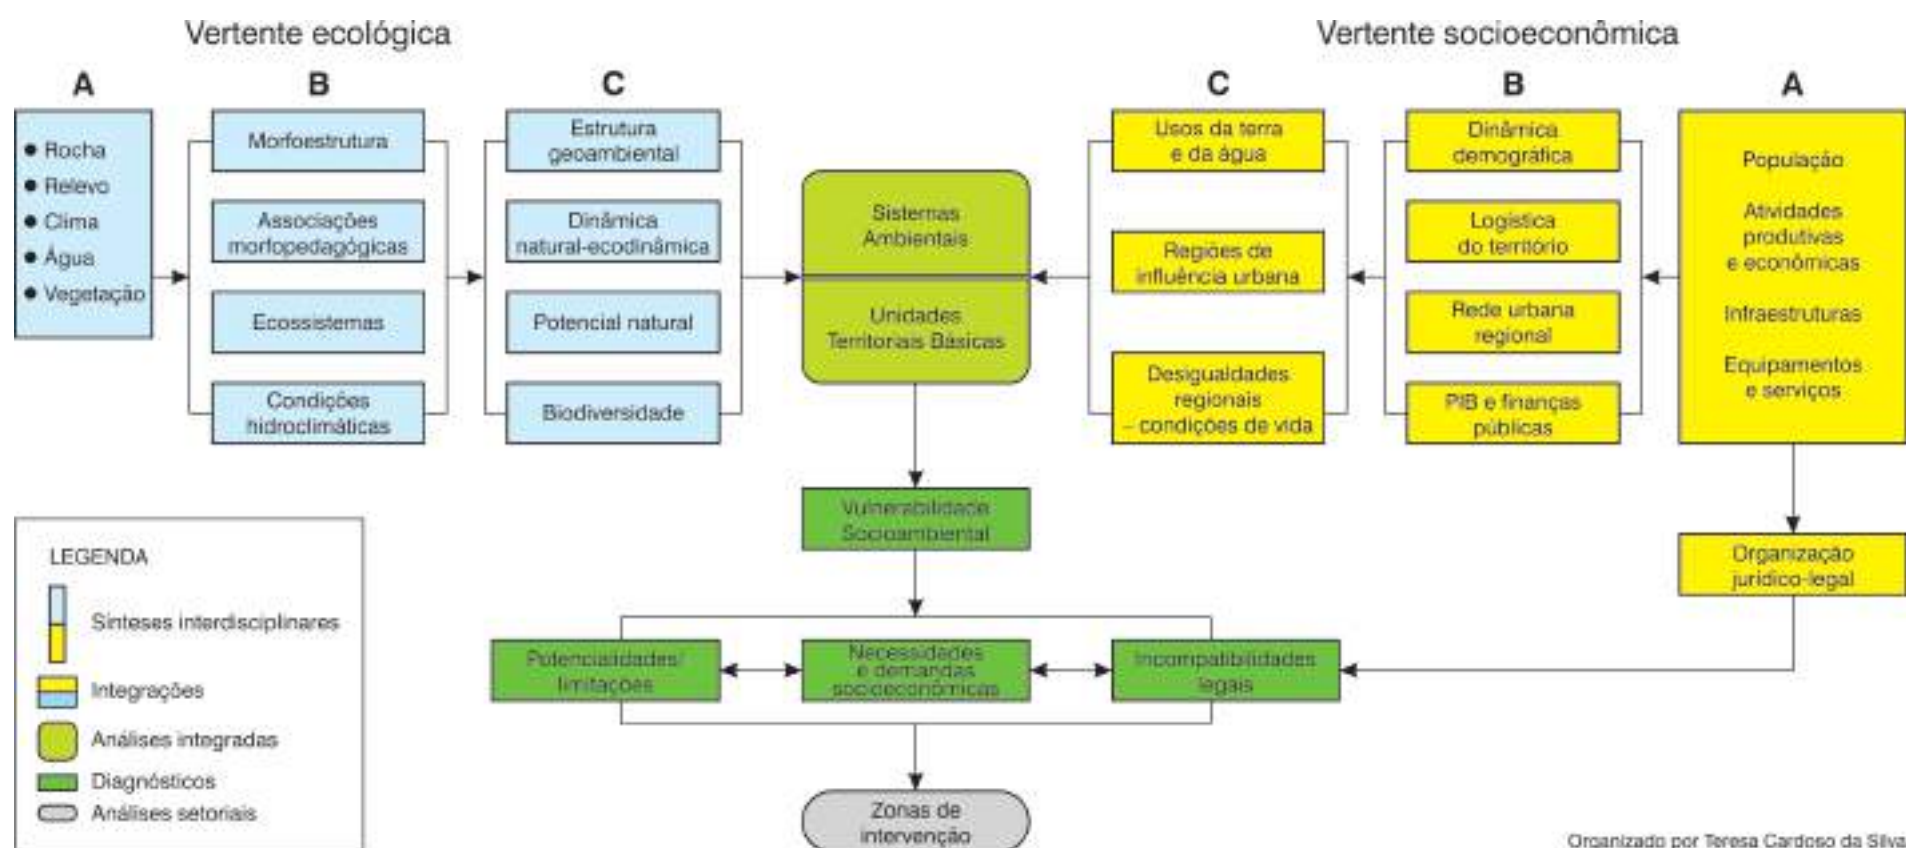 Vertente ecológica
Vertente socioeconômica
A
B
C
C
B
A
● Rocha
● Relevo
● Clima
● Água
● Vegetação
Morfoestrutura
Associações
morfopedagógicas
Ecossistemas
Condições
hidroclimáticas
Estrutura
geoambiental
Dinâmica
natural-ecodinâmica
Potencial natural
Biodiversidade
Sistemas
Ambientais
Unidades
Territoriais Básicas
Usos da terra
e da água
Regiões de
influência urbana
Desigualdades
regionais
– condições de vida
Dinâmica
demográfica
Logística
do território
Rede urbana
regional
PIB e finanças
públicas
População
Atividades
produtivas
e econômicas
Infraestruturas
Equipamentos
e serviços
Vulnerabilidade
Socioambiental
Organização
jurídico-legal
Potencialidades/
limitações
Necessidades
e demandas
socioeconômicas
Incompatibilidades
legais
Zonas de
intervenção
LEGENDA
Sínteses interdisciplinares
Integrações
Análises integradas
Diagnósticos
Análises setoriais
Organizado por Teresa Cardoso da Silva